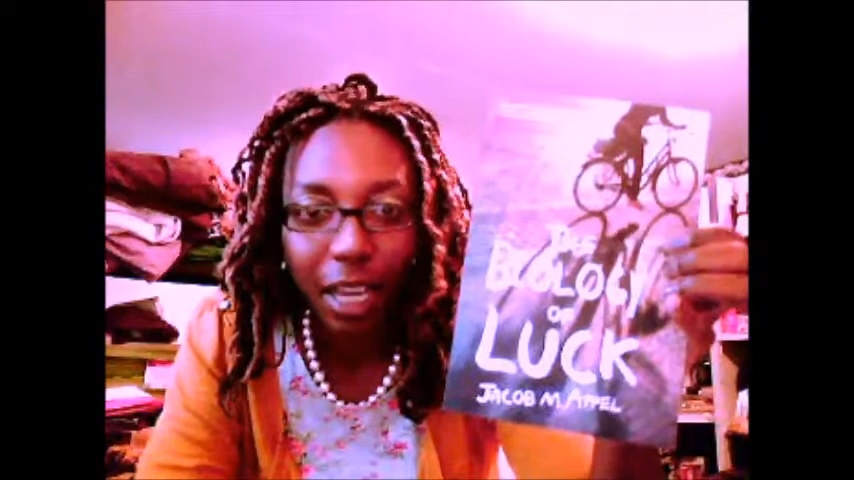 THE
BIOLOGY
OF
LUCK
JACOB M. APPEL